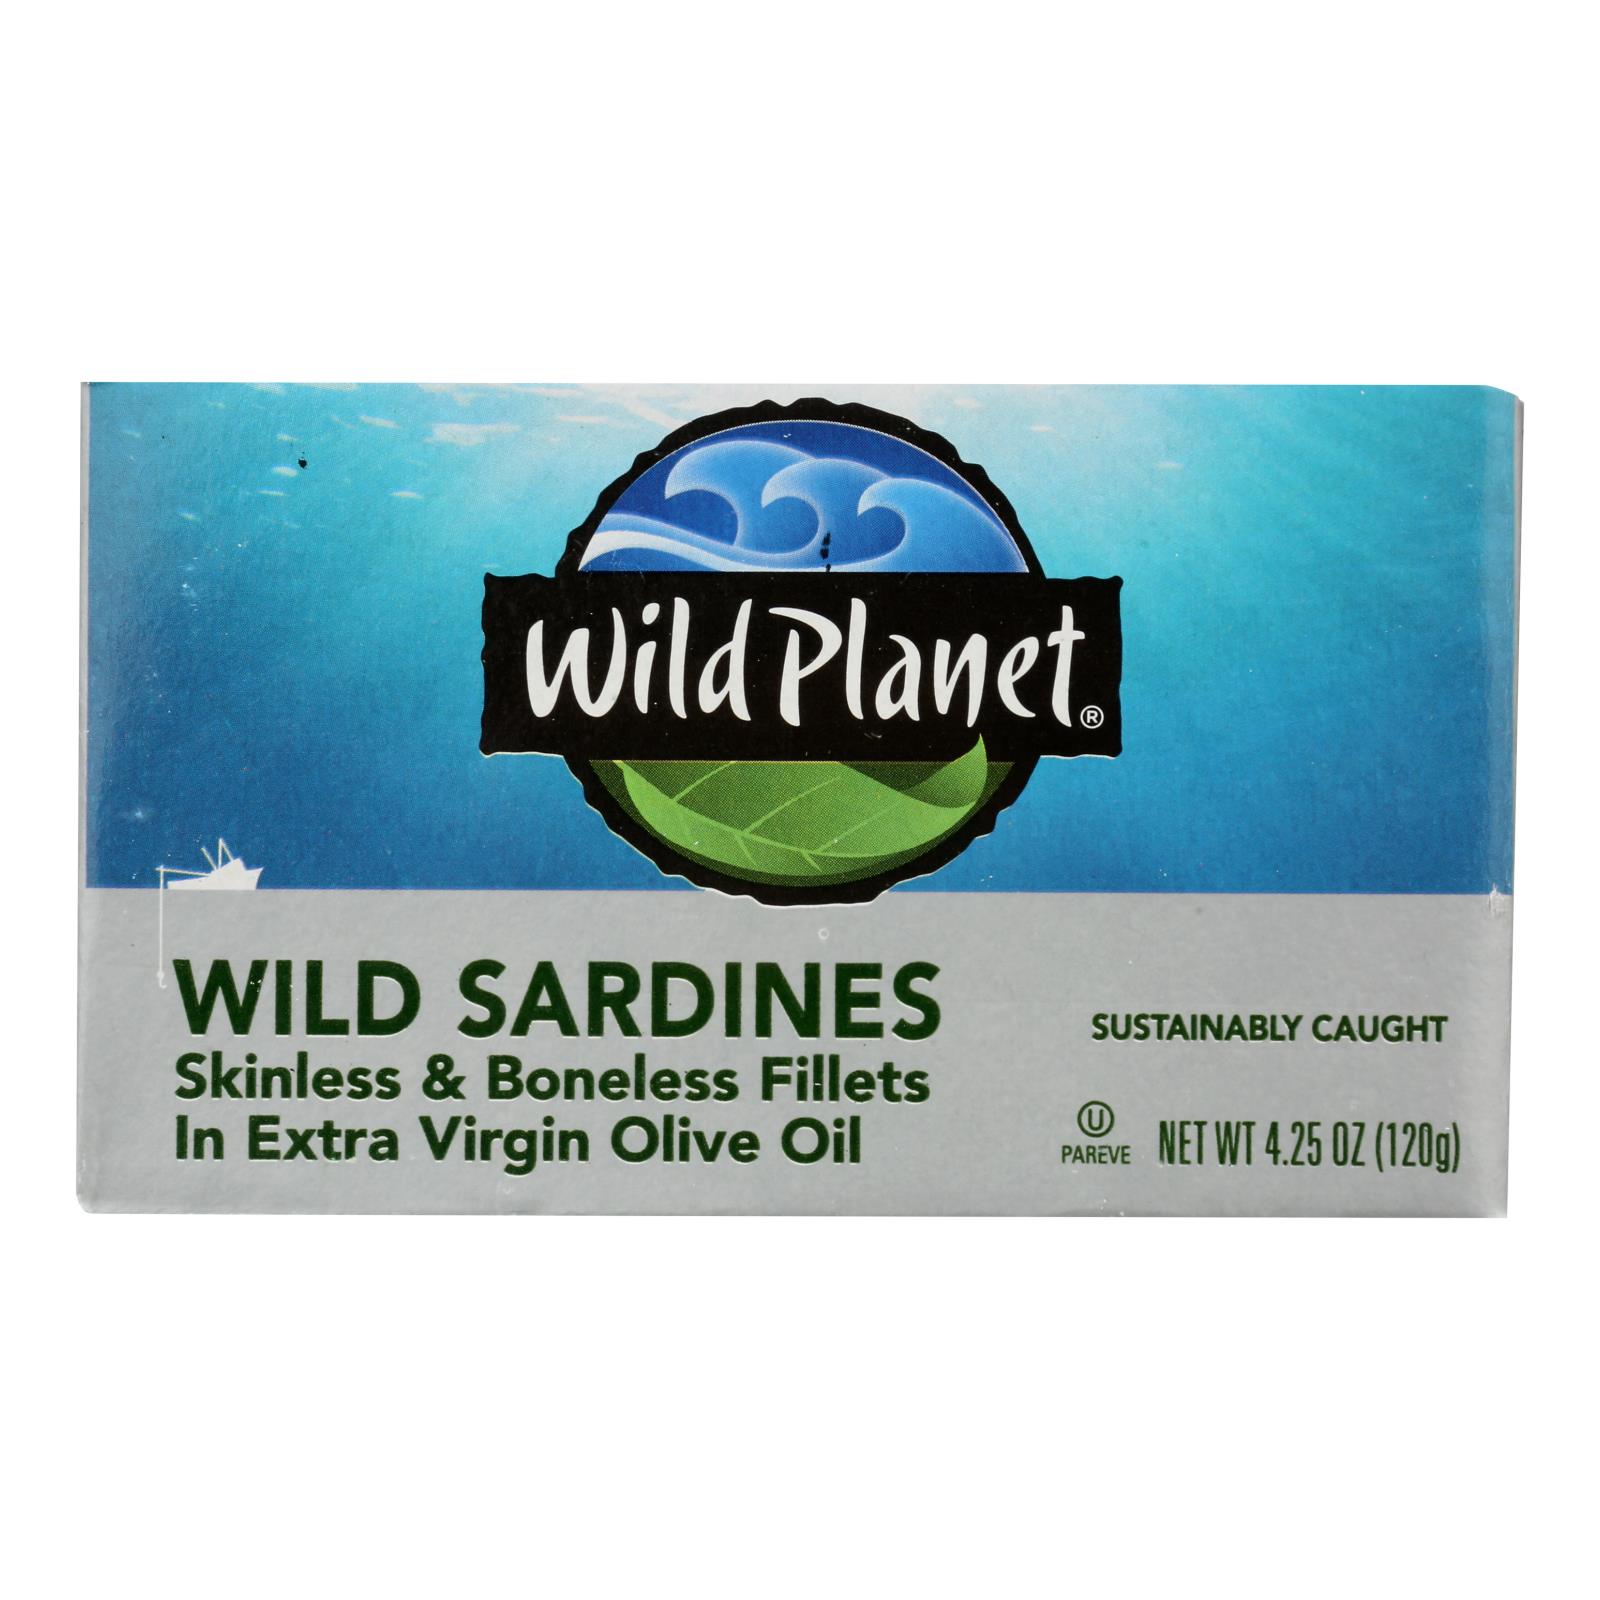 Wild Planet®
WILD SARDINES
Skinless & Boneless Fillets
In Extra Virgin Olive Oil
SUSTAINABLY CAUGHT
U
PAREVE
NET WT 4.25 OZ (120g)